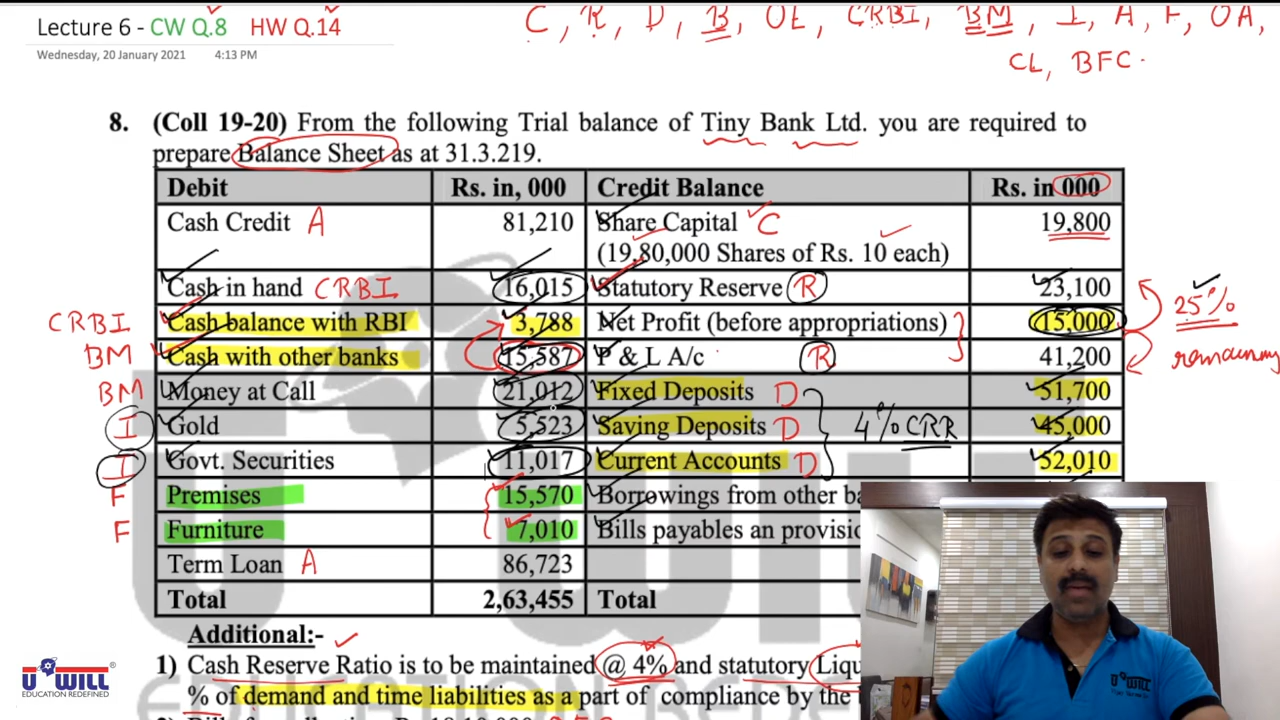 Lecture 6 - CW Q.8 HW Q.14
Wednesday, 20 January 2021 4:13 PM
C, R, D, B, OL, CRBI, BM, I, A, F, OA,
CL, BFC.
8. (Coll 19-20) From the following Trial balance of Tiny Bank Ltd. you are required to
prepare Balance Sheet as at 31.3.219.
Debit Rs. in, 000 Credit Balance Rs. in 000
Cash Credit A 81,210 Share Capital C 19,800
(19,80,000 Shares of Rs. 10 each)
Cash in hand CRBI 16,015 Statutory Reserve R 23,100
25%
CRBI Cash balance with RBI 3,788 Net Profit (before appropriations) 15,000
BM Cash with other banks 15,587 P & L A/c R 41,200
remaining
BM Money at Call 21,012 Fixed Deposits D 51,700
I Gold 5,523 Saving Deposits D 4% CRR 45,000
I Govt. Securities 11,017 Current Accounts D 52,010
F Premises 15,570 Borrowings from other
F Furniture 7,010 Bills payables an
Term Loan A 86,723
Total 2,63,455 Total
Additional:-
1) Cash Reserve Ratio is to be maintained @ 4% and statutory
% of demand and time liabilities as a part of compliance by the
UWILL
EDUCATION REDEFINED
UWILL